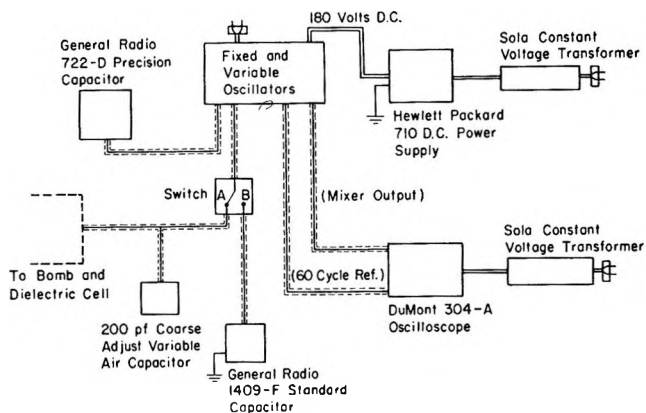 180 Volts D.C.
General Radio
722-D Precision
Capacitor
Fixed and
Variable
Oscillators
Sola Constant
Voltage Transformer
Hewlett Packard
710 D.C. Power
Supply
Switch
A B
(Mixer Output)
Sola Constant
Voltage Transformer
To Bomb and
Dielectric Cell
(60 Cycle Ref.)
DuMont 304-A
Oscilloscope
200 pf Coarse
Adjust Variable
Air Capacitor
General Radio
1409-F Standard
Capacitor